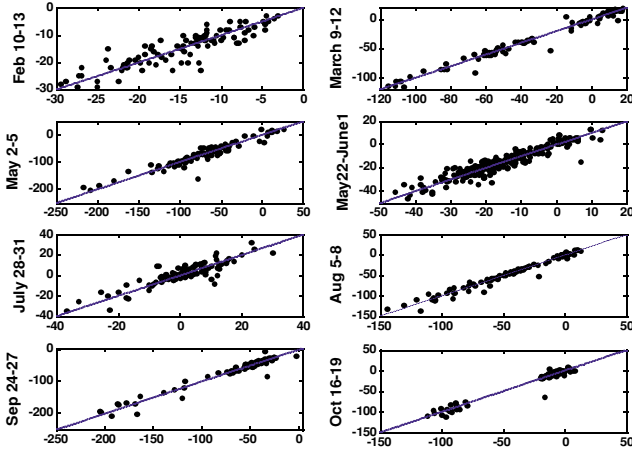 Feb 10-13
0
-10
-20
-30
-30 -25 -20 -15 -10 -5 0
March 9-12
0
-50
-100
-120 -100 -80 -60 -40 -20 0 20
May 2-5
0
-100
-200
-250 -200 -150 -100 -50 0 50
May22-June1
20
0
-20
-40
-50 -40 -30 -20 -10 0 10 20
July 28-31
40
20
0
-20
-40
-40 -20 0 20 40
Aug 5-8
50
0
-50
-100
-150
-150 -100 -50 0 50
Sep 24-27
0
-100
-200
-250 -200 -150 -100 -50 0
Oct 16-19
50
0
-50
-100
-150
-150 -100 -50 0 50